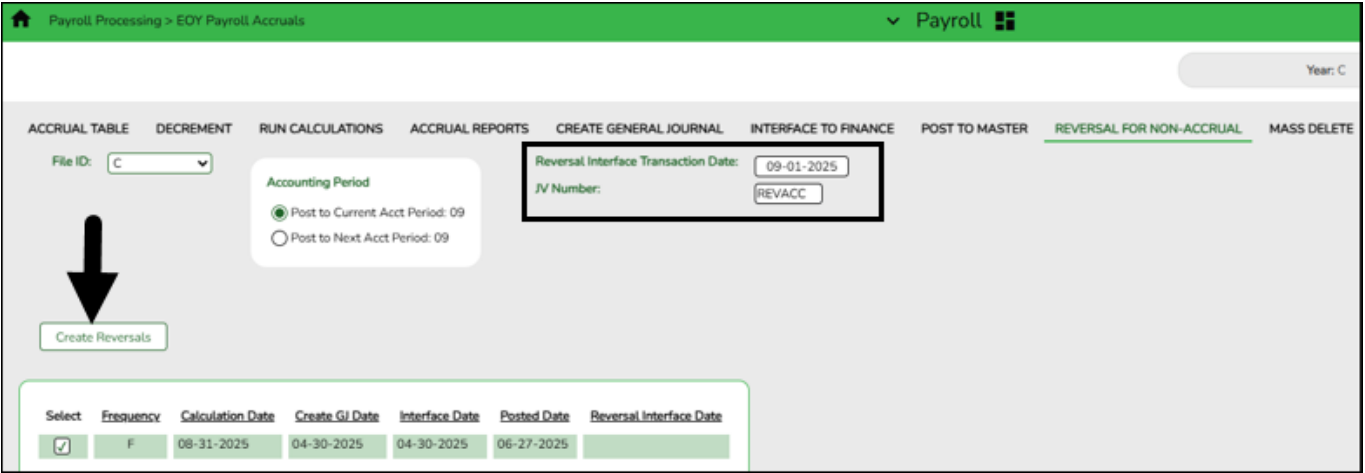 Payroll Processing > EOY Payroll Accruals
Payroll
Year: C
ACCRUAL TABLE DECREMENT RUN CALCULATIONS ACCRUAL REPORTS CREATE GENERAL JOURNAL INTERFACE TO FINANCE POST TO MASTER REVERSAL FOR NON-ACCRUAL MASS DELETE
File ID: C
Accounting Period
Post to Current Acct Period: 09
Post to Next Acct Period: 09
Reversal Interface Transaction Date: 09-01-2025
JV Number: REVACC
Create Reversals
Select Frequency Calculation Date Create GJ Date Interface Date Posted Date Reversal Interface Date
F 08-31-2025 04-30-2025 04-30-2025 06-27-2025